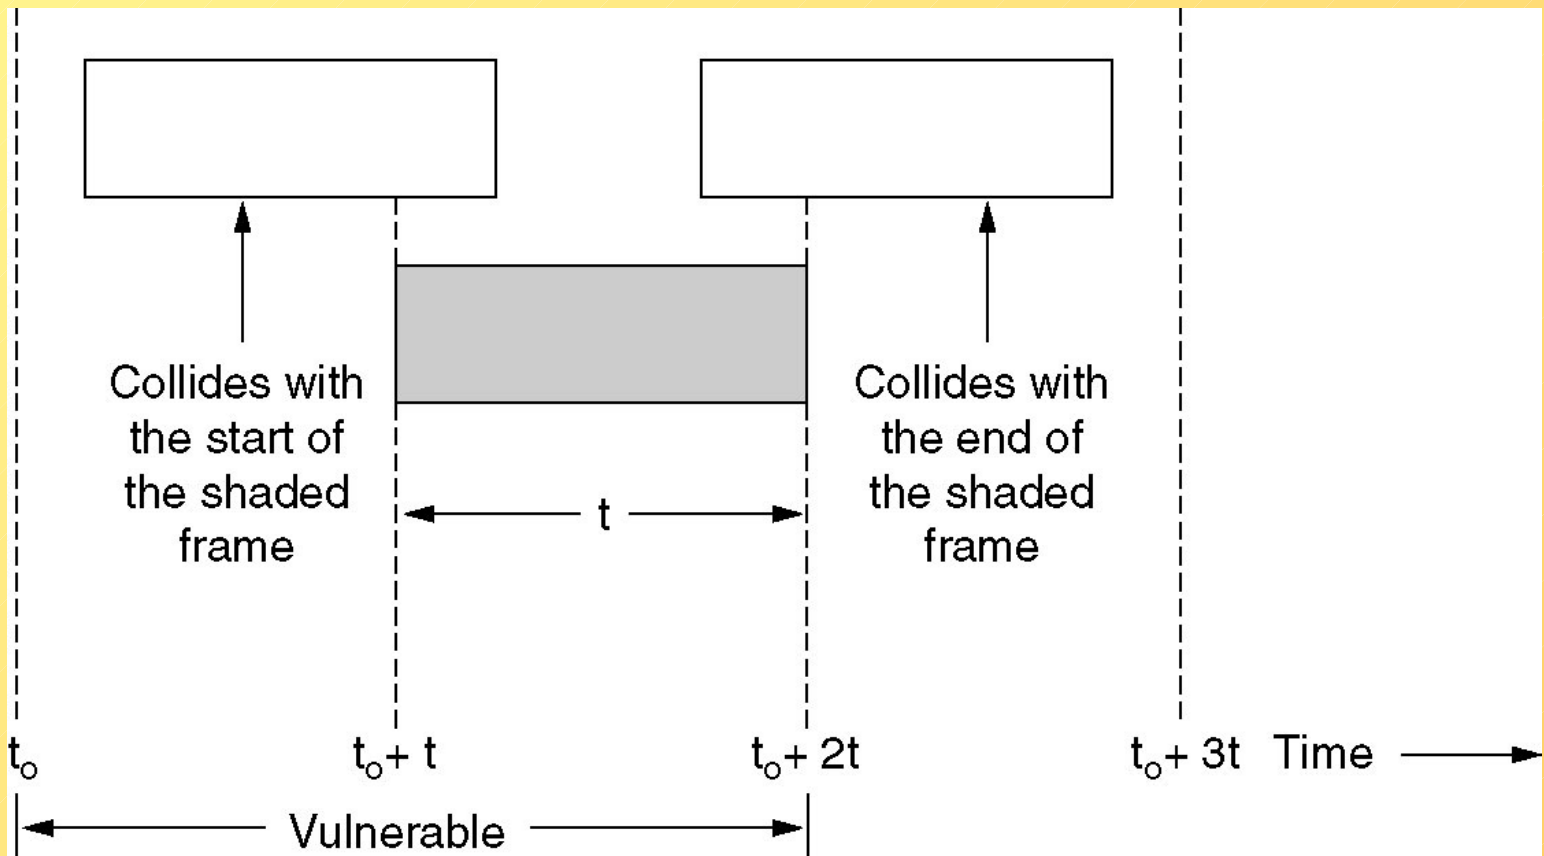 Collides with
the start of
the shaded
frame
t
Collides with
the end of
the shaded
frame
to
to+ t
to+ 2t
to+ 3t
Time
Vulnerable